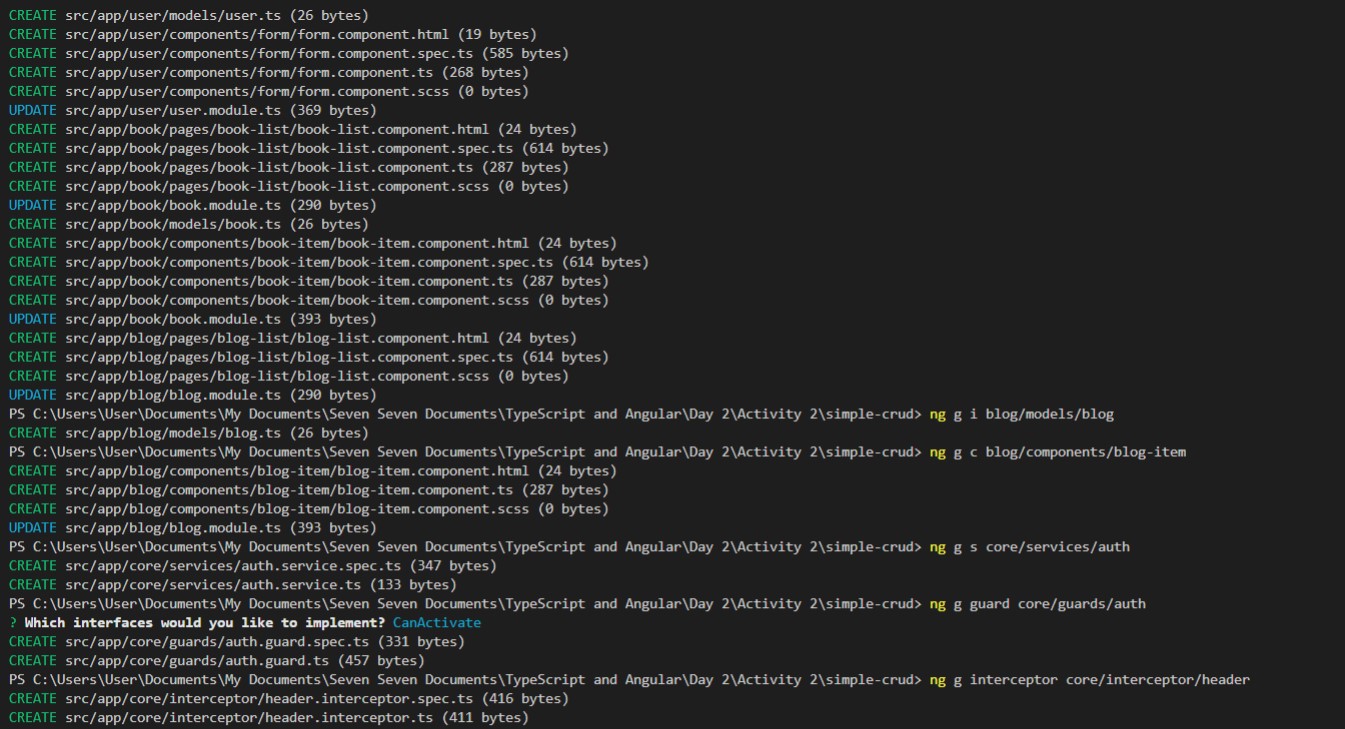 CREATE src/app/user/models/user.ts (26 bytes)
CREATE src/app/user/components/form/form.component.html (19 bytes)
CREATE src/app/user/components/form/form.component.spec.ts (585 bytes)
CREATE src/app/user/components/form/form.component.ts (268 bytes)
CREATE src/app/user/components/form/form.component.scss (0 bytes)
UPDATE src/app/user/user.module.ts (369 bytes)
CREATE src/app/book/pages/book-list/book-list.component.html (24 bytes)
CREATE src/app/book/pages/book-list/book-list.component.spec.ts (614 bytes)
CREATE src/app/book/pages/book-list/book-list.component.ts (287 bytes)
CREATE src/app/book/pages/book-list/book-list.component.scss (0 bytes)
UPDATE src/app/book/book.module.ts (290 bytes)
CREATE src/app/book/models/book.ts (26 bytes)
CREATE src/app/book/components/book-item/book-item.component.html (24 bytes)
CREATE src/app/book/components/book-item/book-item.component.spec.ts (614 bytes)
CREATE src/app/book/components/book-item/book-item.component.ts (287 bytes)
CREATE src/app/book/components/book-item/book-item.component.scss (0 bytes)
UPDATE src/app/book/book.module.ts (393 bytes)
CREATE src/app/blog/pages/blog-list/blog-list.component.html (24 bytes)
CREATE src/app/blog/pages/blog-list/blog-list.component.spec.ts (614 bytes)
CREATE src/app/blog/pages/blog-list/blog-list.component.scss (0 bytes)
UPDATE src/app/blog/blog.module.ts (290 bytes)
PS C:\Users\User\Documents\My Documents\Seven Seven Documents\TypeScript and Angular\Day 2\Activity 2\simple-crud> ng g i blog/models/blog
CREATE src/app/blog/models/blog.ts (26 bytes)
PS C:\Users\User\Documents\My Documents\Seven Seven Documents\TypeScript and Angular\Day 2\Activity 2\simple-crud> ng g c blog/components/blog-item
CREATE src/app/blog/components/blog-item/blog-item.component.html (24 bytes)
CREATE src/app/blog/components/blog-item/blog-item.component.ts (287 bytes)
CREATE src/app/blog/components/blog-item/blog-item.component.scss (0 bytes)
UPDATE src/app/blog/blog.module.ts (393 bytes)
PS C:\Users\User\Documents\My Documents\Seven Seven Documents\TypeScript and Angular\Day 2\Activity 2\simple-crud> ng g s core/services/auth
CREATE src/app/core/services/auth.service.spec.ts (347 bytes)
CREATE src/app/core/services/auth.service.ts (133 bytes)
PS C:\Users\User\Documents\My Documents\Seven Seven Documents\TypeScript and Angular\Day 2\Activity 2\simple-crud> ng g guard core/guards/auth
? Which interfaces would you like to implement? CanActivate
CREATE src/app/core/guards/auth.guard.spec.ts (331 bytes)
CREATE src/app/core/guards/auth.guard.ts (457 bytes)
PS C:\Users\User\Documents\My Documents\Seven Seven Documents\TypeScript and Angular\Day 2\Activity 2\simple-crud> ng g interceptor core/interceptor/header
CREATE src/app/core/interceptor/header.interceptor.spec.ts (416 bytes)
CREATE src/app/core/interceptor/header.interceptor.ts (411 bytes)